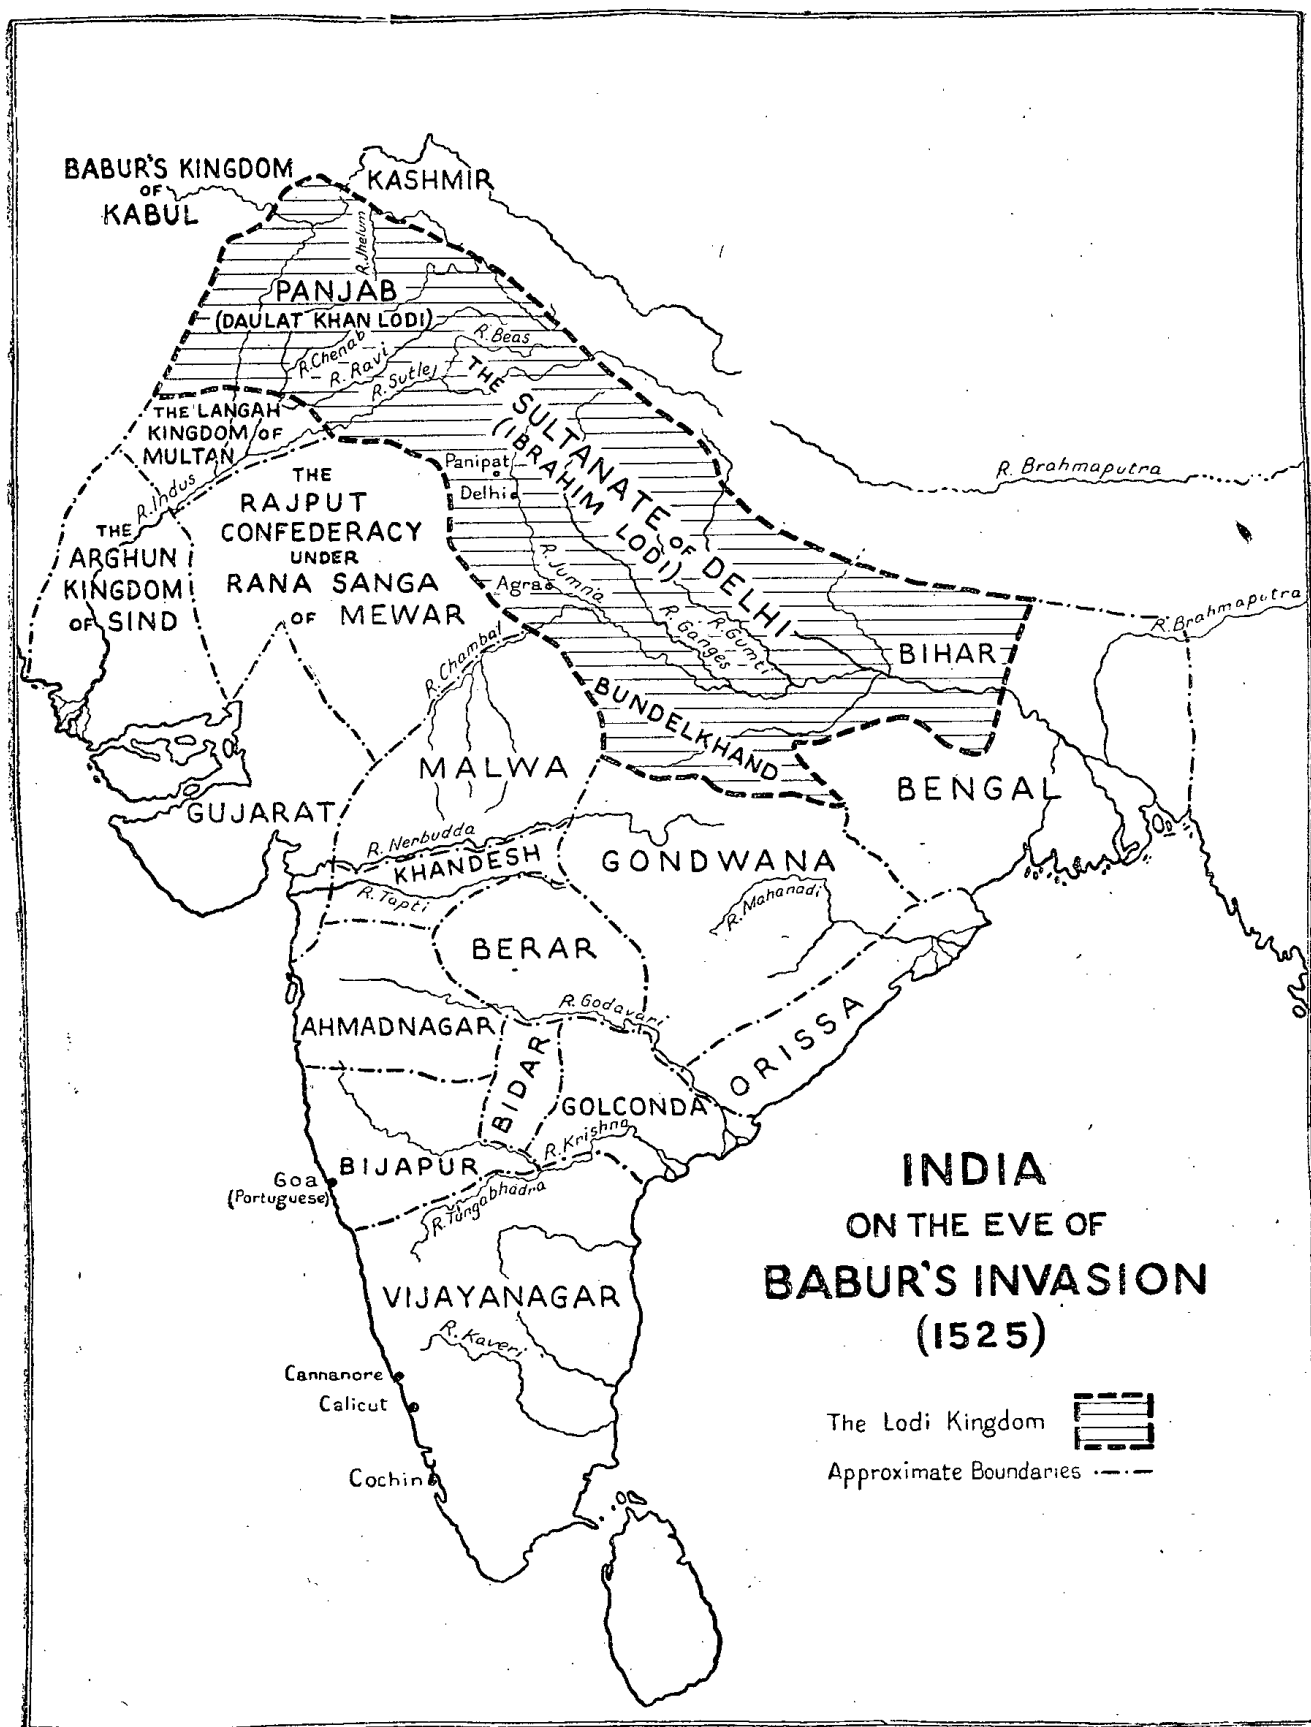 BABUR'S KINGDOM
OF
KABUL
KASHMIR
R. Jhelum
PANJAB
(DAULAT KHAN LODI)
R. Chenab
R. Ravi
R. Beas
R. Sutlej
THE SULTANATE OF DELHI
(IBRAHIM LODI)
THE LANGAH
KINGDOM OF
MULTAN
R. Indus
Panipat
Delhi
R. Brahmaputra
THE
RAJPUT
CONFEDERACY
UNDER
RANA SANGA
OF MEWAR
THE
ARGHUN
KINGDOM
OF SIND
Agra
R. Jumna
R. Ganges
R. Gumti
R. Brahmaputra
BIHAR
R. Chambal
BUNDELKHAND
MALWA
BENGAL
GUJARAT
R. Nerbudda
KHANDESH
R. Tapti
GONDWANA
R. Mahanadi
BERAR
R. Godavari
AHMADNAGAR
BIDAR
ORISSA
GOLCONDA
R. Krishna
BIJAPUR
Goa
(Portuguese)
R. Tungabhadra
VIJAYANAGAR
R. Kaveri
Cannanore
Calicut
Cochin
INDIA
ON THE EVE OF
BABUR'S INVASION
(1525)
The Lodi Kingdom
Approximate Boundaries